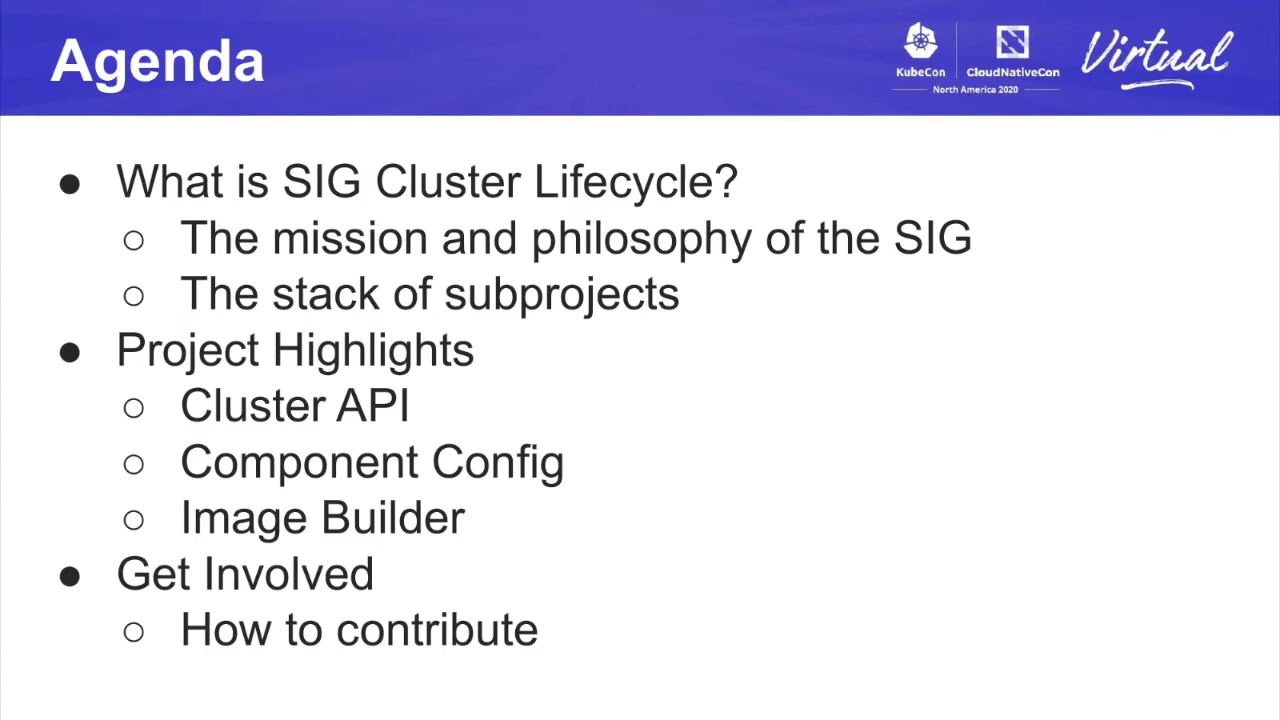 Agenda
KubeCon
CloudNativeCon
North America 2020
Virtual
● What is SIG Cluster Lifecycle?
○ The mission and philosophy of the SIG
○ The stack of subprojects
● Project Highlights
○ Cluster API
○ Component Config
○ Image Builder
● Get Involved
○ How to contribute